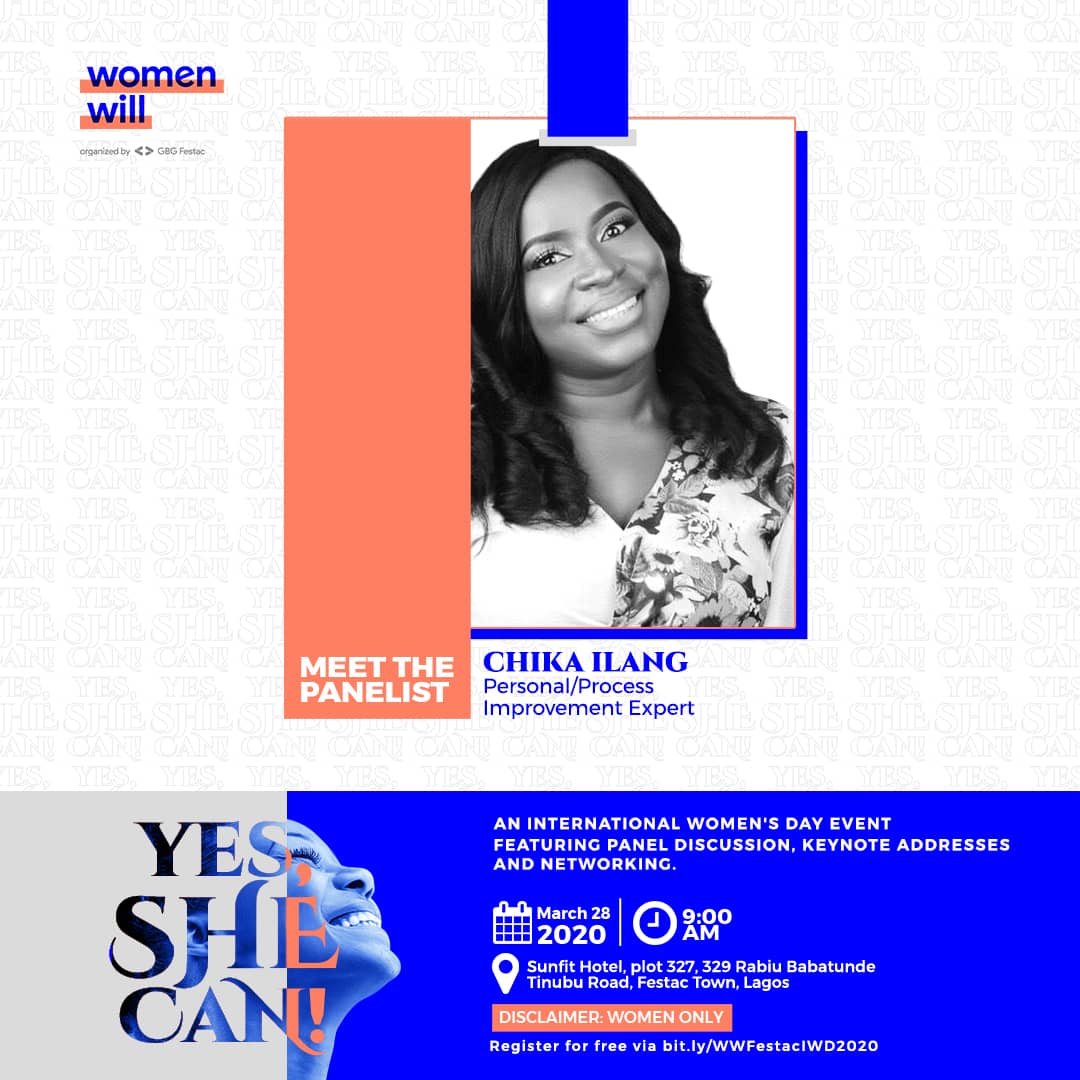 women
will
organized by <> GBG Festac
MEET THE
PANELIST
CHIKA ILANG
Personal/Process
Improvement Expert
YES,
SHE
CAN!
AN INTERNATIONAL WOMEN'S DAY EVENT
FEATURING PANEL DISCUSSION, KEYNOTE ADDRESSES
AND NETWORKING.
March 28
2020
9:00
AM
Sunfit Hotel, plot 327, 329 Rabiu Babatunde
Tinubu Road, Festac Town, Lagos
DISCLAIMER: WOMEN ONLY
Register for free via bit.ly/WWFestacIWD2020